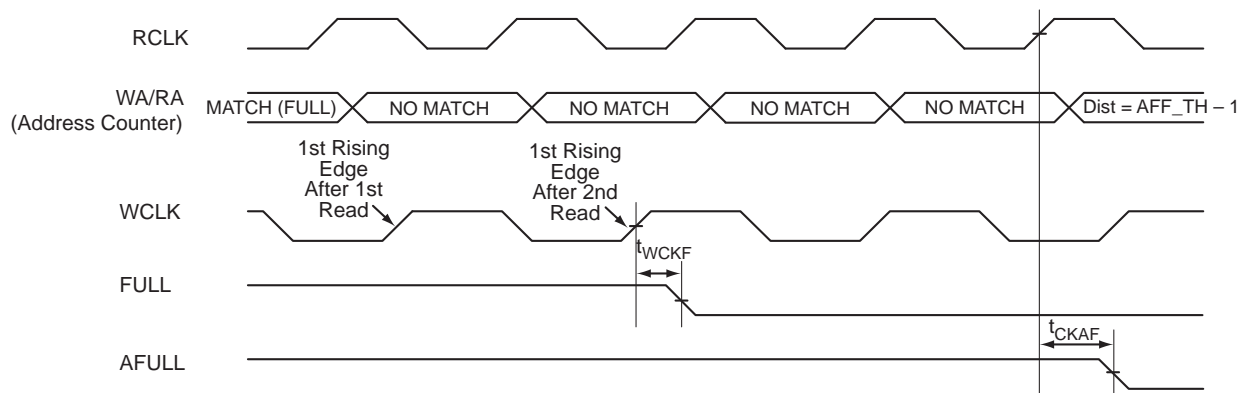 RCLK
WA/RA
(Address Counter)
MATCH (FULL)
NO MATCH
NO MATCH
NO MATCH
NO MATCH
Dist = AFF_TH – 1
1st Rising
Edge
After 1st
Read
1st Rising
Edge
After 2nd
Read
WCLK
tWCKF
FULL
tCKAF
AFULL